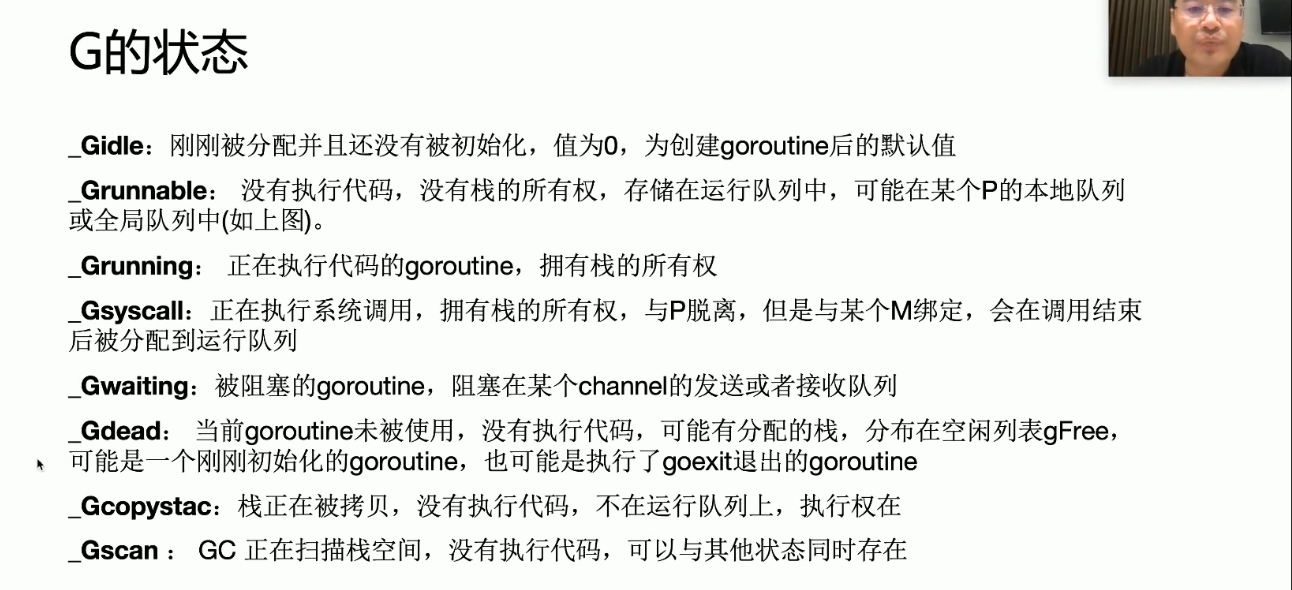 G的状态
_Gidle：刚刚被分配并且还没有被初始化，值为0，为创建goroutine后的默认值
_Grunnable： 没有执行代码，没有栈的所有权，存储在运行队列中，可能在某个P的本地队列
或全局队列中(如上图)。
_Grunning： 正在执行代码的goroutine，拥有栈的所有权
_Gsyscall：正在执行系统调用，拥有栈的所有权，与P脱离，但是与某个M绑定，会在调用结束
后被分配到运行队列
_Gwaiting：被阻塞的goroutine，阻塞在某个channel的发送或者接收队列
_Gdead： 当前goroutine未被使用，没有执行代码，可能有分配的栈，分布在空闲列表gFree，
可能是一个刚刚初始化的goroutine，也可能是执行了goexit退出的goroutine
_Gcopystac：栈正在被拷贝，没有执行代码，不在运行队列上，执行权在
_Gscan ： GC 正在扫描栈空间，没有执行代码，可以与其他状态同时存在